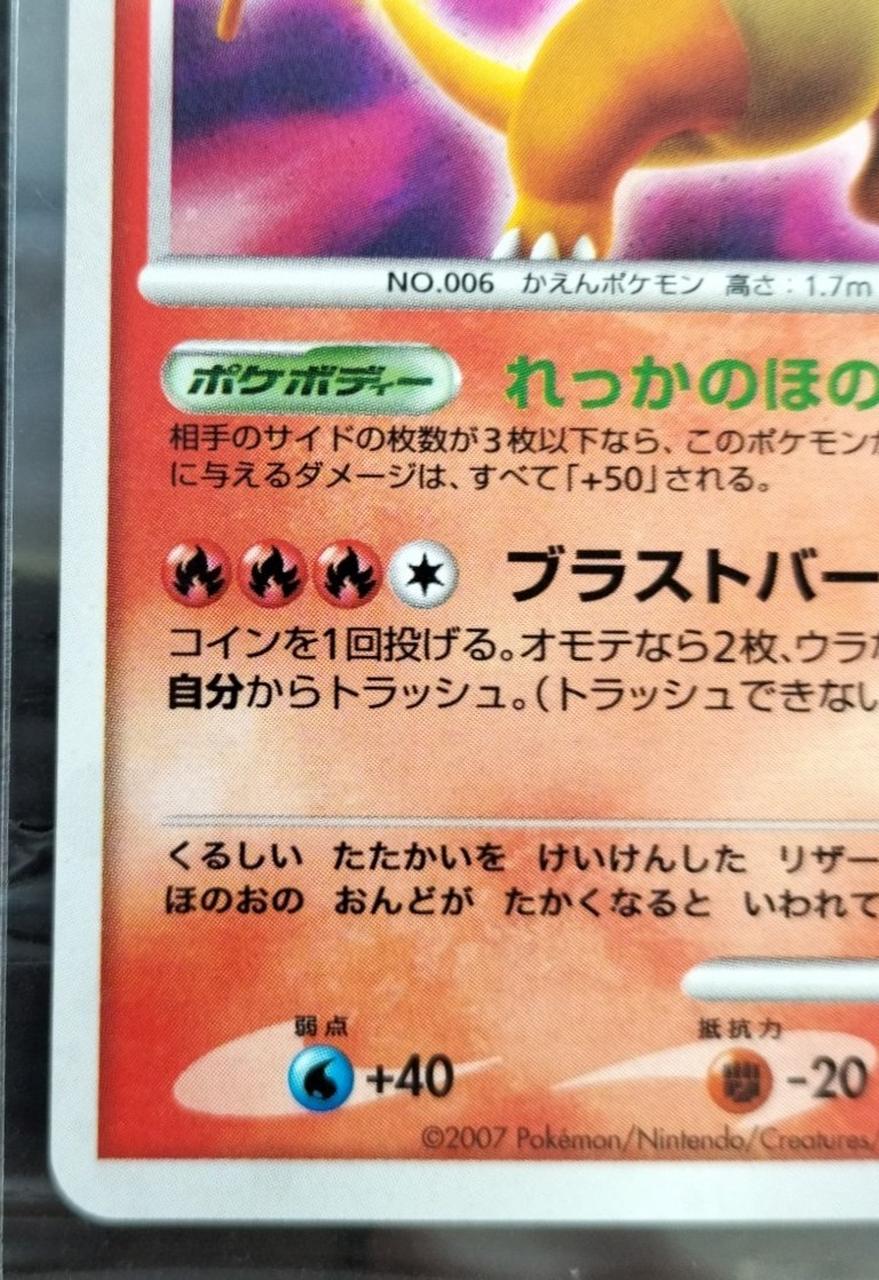 NO.006 かえんポケモン 高さ：1.7m
ポケボディー れっかのほの
相手のサイドの枚数が3枚以下なら、このポケモンが
に与えるダメージは、すべて「+50」される。
ブラストバー
コインを1回投げる。オモテなら2枚、ウラな
自分からトラッシュ。（トラッシュできない
くるしい たたかいを けいけんした リザー
ほのおの おんどが たかくなると いわれて
弱点 抵抗力
+40 -20
©2007 Pokémon/Nintendo/Creatures/